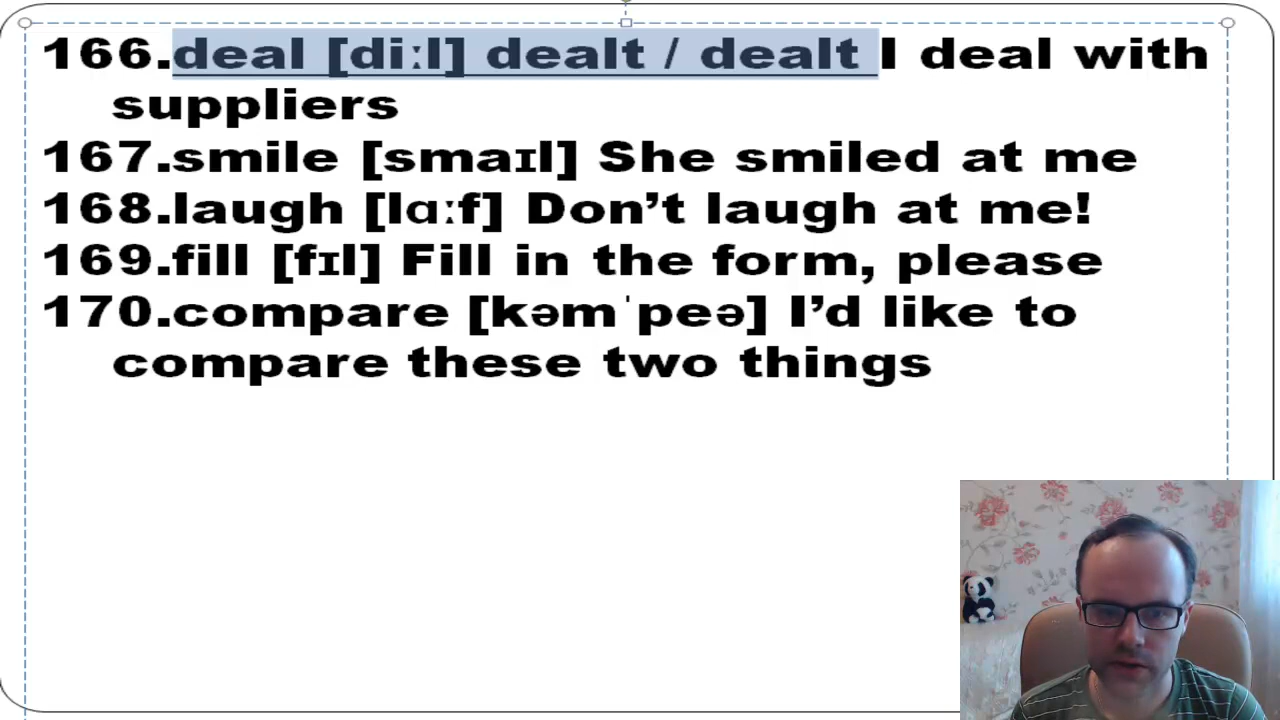 166.deal [diːl] dealt / dealt I deal with
suppliers
167.smile [smaɪl] She smiled at me
168.laugh [lɑːf] Don’t laugh at me!
169.fill [fɪl] Fill in the form, please
170.compare [kəmˈpeə] I’d like to
compare these two things